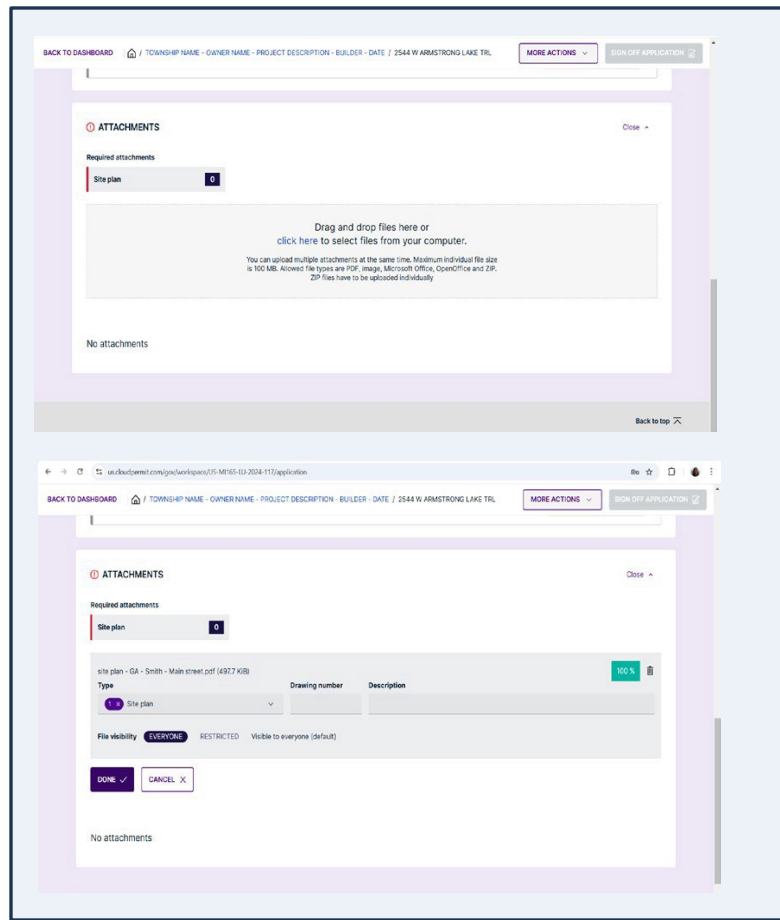 BACK TO DASHBOARD / TOWNSHIP NAME - OWNER NAME - PROJECT DESCRIPTION - BUILDER - DATE / 2544 W ARMSTRONG LAKE TRL MORE ACTIONS SIGN OFF APPLICATION
ATTACHMENTS Close
Required attachments
Site plan 0
Drag and drop files here or
click here to select files from your computer.
You can upload multiple attachments at the same time. Maximum individual file size
is 100 MB. Allowed file types are PDF, image, Microsoft Office, OpenOffice and ZIP.
ZIP files have to be uploaded individually
No attachments
Back to top
us.cloudpermit.com/gov/workspace/US-MI165-LU-2024-117/application
BACK TO DASHBOARD / TOWNSHIP NAME - OWNER NAME - PROJECT DESCRIPTION - BUILDER - DATE / 2544 W ARMSTRONG LAKE TRL MORE ACTIONS SIGN OFF APPLICATION
ATTACHMENTS Close
Required attachments
Site plan 0
site plan - GA - Smith - Main street.pdf (497.7 KiB) 100 %
Type Drawing number Description
1 X Site plan
File visibility EVERYONE RESTRICTED Visible to everyone (default)
DONE CANCEL X
No attachments